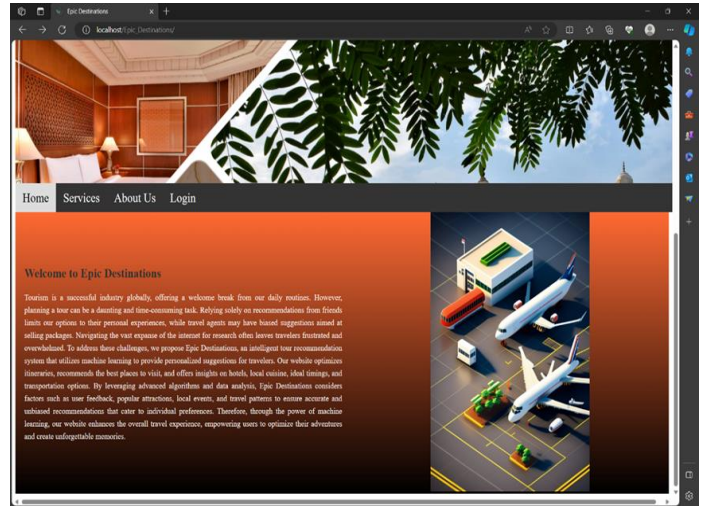 Epic Destinations
localhost/Epic_Destinations/
Home Services About Us Login
Welcome to Epic Destinations
Tourism is a successful industry globally, offering a welcome break from our daily routines. However,
planning a tour can be a daunting and time-consuming task. Relying solely on recommendations from friends
limits our options to their personal experiences, while travel agents may have biased suggestions aimed at
selling packages. Navigating the vast expanse of the internet for research often leaves travelers frustrated and
overwhelmed. To address these challenges, we propose Epic Destinations, an intelligent tour recommendation
system that utilizes machine learning to provide personalized suggestions for travelers. Our website optimizes
itineraries, recommends the best places to visit, and offers insights on hotels, local cuisine, ideal timings, and
transportation options. By leveraging advanced algorithms and data analysis, Epic Destinations considers
factors such as user feedback, popular attractions, local events, and travel patterns to ensure accurate and
unbiased recommendations that cater to individual preferences. Therefore, through the power of machine
learning, our website enhances the overall travel experience, empowering users to optimize their adventures
and create unforgettable memories.